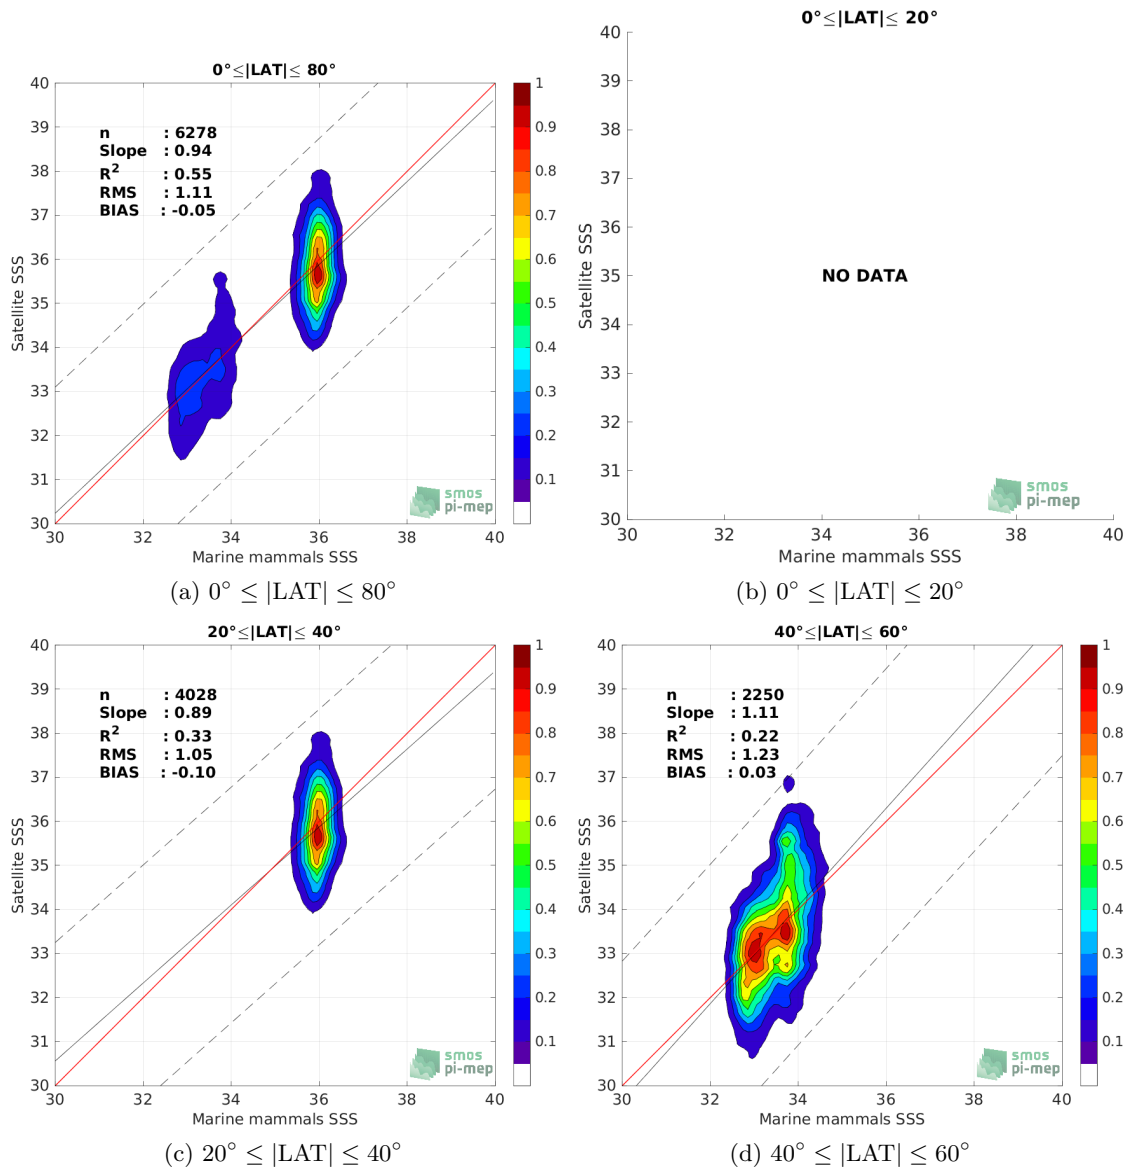 0°≤|LAT|≤ 80°
n : 6278
Slope : 0.94
R² : 0.55
RMS : 1.11
BIAS : -0.05
40
39
38
37
36
35
34
33
32
31
30
Satellite SSS
30 32 34 36 38 40
Marine mammals SSS
1
0.9
0.8
0.7
0.6
0.5
0.4
0.3
0.2
0.1
smos
pi-mep
(a) 0° ≤ |LAT| ≤ 80°
0°≤|LAT|≤ 20°
40
39
38
37
36
35
34
33
32
31
30
Satellite SSS
NO DATA
30 32 34 36 38 40
Marine mammals SSS
smos
pi-mep
(b) 0° ≤ |LAT| ≤ 20°
20°≤|LAT|≤ 40°
n : 4028
Slope : 0.89
R² : 0.33
RMS : 1.05
BIAS : -0.10
40
39
38
37
36
35
34
33
32
31
30
Satellite SSS
30 32 34 36 38 40
Marine mammals SSS
1
0.9
0.8
0.7
0.6
0.5
0.4
0.3
0.2
0.1
smos
pi-mep
(c) 20° ≤ |LAT| ≤ 40°
40°≤|LAT|≤ 60°
n : 2250
Slope : 1.11
R² : 0.22
RMS : 1.23
BIAS : 0.03
40
39
38
37
36
35
34
33
32
31
30
Satellite SSS
30 32 34 36 38 40
Marine mammals SSS
1
0.9
0.8
0.7
0.6
0.5
0.4
0.3
0.2
0.1
smos
pi-mep
(d) 40° ≤ |LAT| ≤ 60°